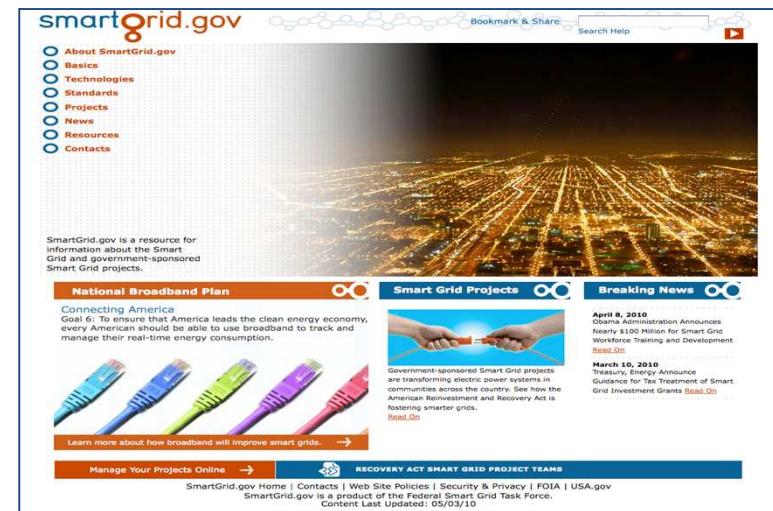 smartgrid.gov
Bookmark & Share
Search Help
About SmartGrid.gov
Basics
Technologies
Standards
Projects
News
Resources
Contacts
SmartGrid.gov is a resource for
information about the Smart
Grid and government-sponsored
Smart Grid projects.
National Broadband Plan
Connecting America
Goal 6: To ensure that America leads the clean energy economy,
every American should be able to use broadband to track and
manage their real-time energy consumption.
Learn more about how broadband will improve smart grids.
Smart Grid Projects
Government-sponsored Smart Grid projects
are transforming electric power systems in
communities across the country. See how the
American Reinvestment and Recovery Act is
fostering smarter grids.
Read On
Breaking News
April 8, 2010
Obama Administration Announces
Nearly $100 Million for Smart Grid
Workforce Training and Development
Read On
March 10, 2010
Treasury, Energy Announce
Guidance for Tax Treatment of Smart
Grid Investment Grants Read On
Manage Your Projects Online
RECOVERY ACT SMART GRID PROJECT TEAMS
SmartGrid.gov Home | Contacts | Web Site Policies | Security & Privacy | FOIA | USA.gov
SmartGrid.gov is a product of the Federal Smart Grid Task Force.
Content Last Updated: 05/03/10